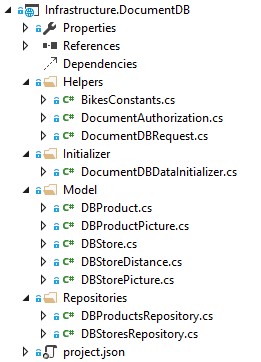 Infrastructure.DocumentDB
Properties
References
Dependencies
Helpers
C# BikesConstants.cs
C# DocumentAuthorization.cs
C# DocumentDBRequest.cs
Initializer
C# DocumentDBDataInitializer.cs
Model
C# DBProduct.cs
C# DBProductPicture.cs
C# DBStore.cs
C# DBStoreDistance.cs
C# DBStorePicture.cs
Repositories
C# DBProductsRepository.cs
C# DBStoresRepository.cs
project.json